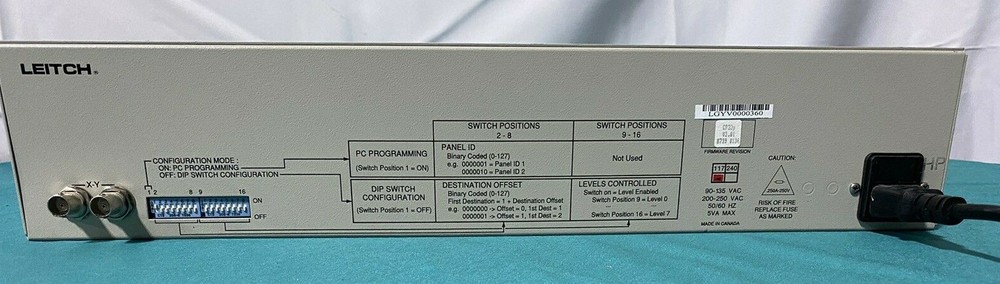 LEITCH®
LGYV0000360
FIRMWARE REVISION
CONFIGURATION MODE:
ON: PC PROGRAMMING
OFF: DIP SWITCH CONFIGURATION
X-Y
1 2 8 9 16
ON
OFF
SWITCH POSITIONS
2 - 8
SWITCH POSITIONS
9 - 16
PC PROGRAMMING
(Switch Position 1 = ON)
PANEL ID
Binary Coded (0-127)
e.g. 0000001 = Panel ID 1
0000010 = Panel ID 2
Not Used
DIP SWITCH
CONFIGURATION
(Switch Position 1 = OFF)
DESTINATION OFFSET
Binary Coded (0-127)
First Destination = 1 + Destination Offset
e.g. 0000000 -> Offset = 0, 1st Dest = 1
0000001 -> Offset = 1, 1st Dest = 2
LEVELS CONTROLLED
Switch on = Level Enabled
Switch Position 9 = Level 0
...
Switch Position 16 = Level 7
117 240
90-135 VAC
200-250 VAC
50/60 HZ
5VA MAX
MADE IN CANADA
CAUTION:
.250A-250V
RISK OF FIRE
REPLACE FUSE
AS MARKED
HP